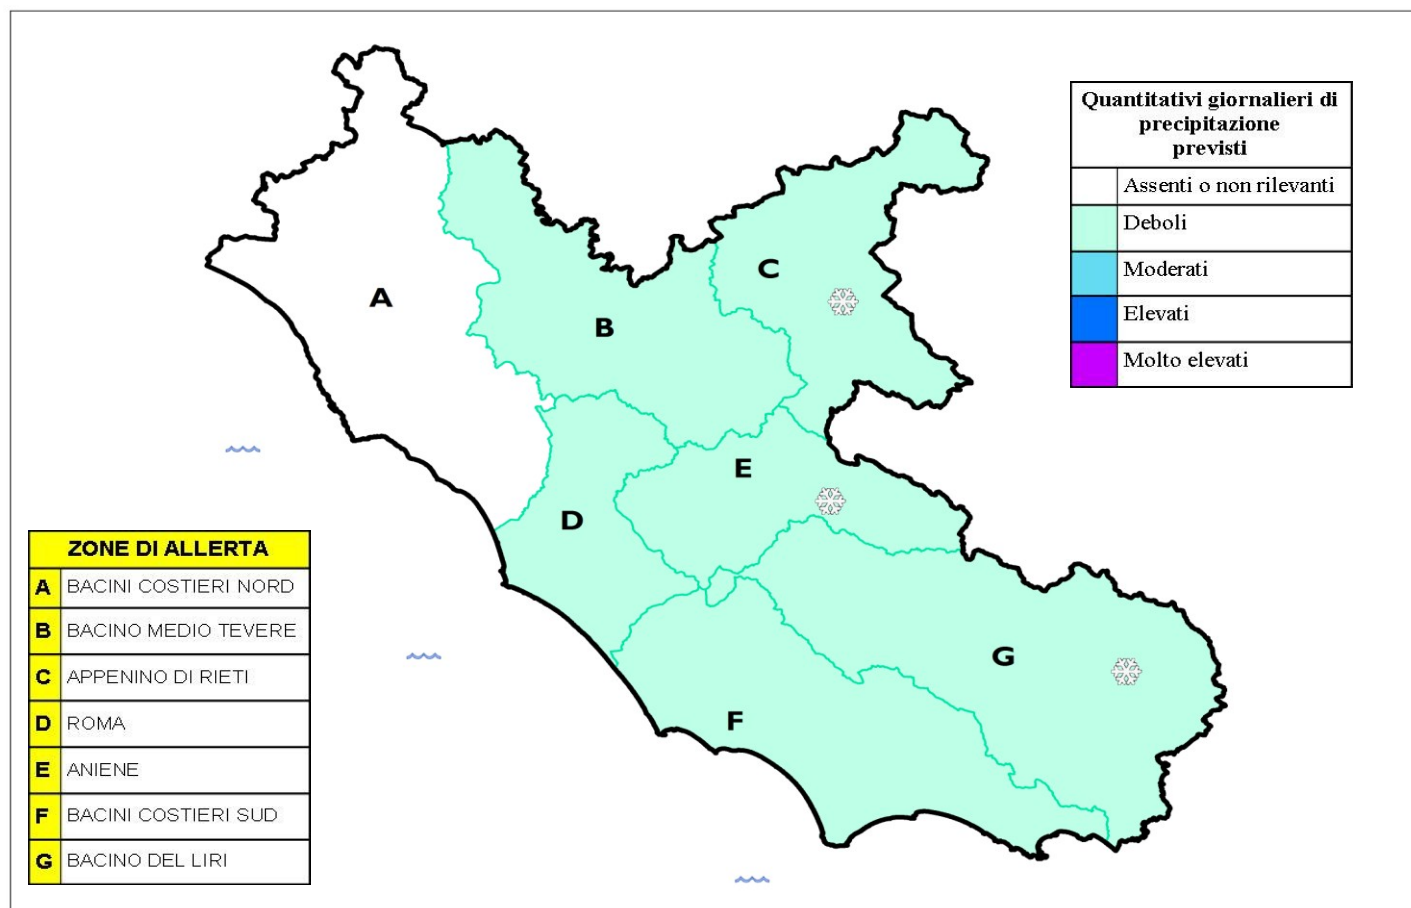 Quantitativi giornalieri di
precipitazione
previsti
Assenti o non rilevanti
Deboli
Moderati
Elevati
Molto elevati
A
B
C
D
E
F
G
ZONE DI ALLERTA
A BACINI COSTIERI NORD
B BACINO MEDIO TEVERE
C APPENINO DI RIETI
D ROMA
E ANIENE
F BACINI COSTIERI SUD
G BACINO DEL LIRI